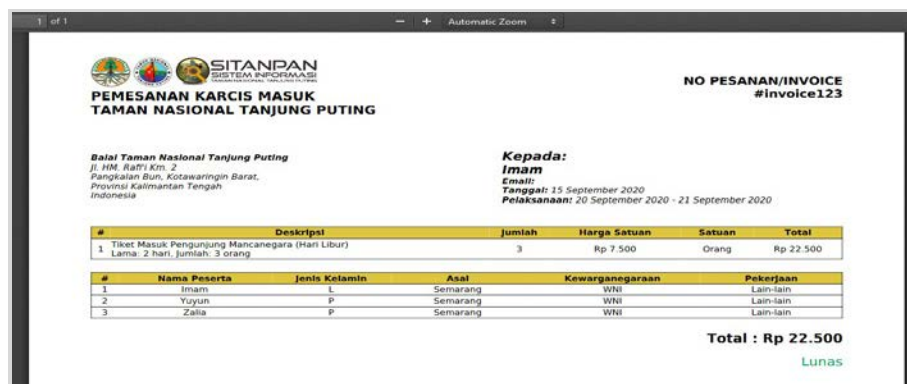 1 of 1
— + Automatic Zoom
SITANPAN
SISTEM INFORMASI
TAMAN NASIONAL TANJUNG PUTING
PEMESANAN KARCIS MASUK
TAMAN NASIONAL TANJUNG PUTING
NO PESANAN/INVOICE
#invoice123
Balai Taman Nasional Tanjung Puting
Jl. HM. Rafi'i Km. 2
Pangkalan Bun, Kotawaringin Barat,
Provinsi Kalimantan Tengah
Indonesia
Kepada:
Imam
Email:
Tanggal: 15 September 2020
Pelaksanaan: 20 September 2020 - 21 September 2020
# Deskripsi Jumlah Harga Satuan Satuan Total
1 Tiket Masuk Pengunjung Mancanegara (Hari Libur) 3 Rp 7.500 Orang Rp 22.500
Lama: 2 hari, Jumlah: 3 orang
# Nama Peserta Jenis Kelamin Asal Kewarganegaraan Pekerjaan
1 Imam L Semarang WNI Lain-lain
2 Yuyun P Semarang WNI Lain-lain
3 Zalia P Semarang WNI Lain-lain
Total : Rp 22.500
Lunas